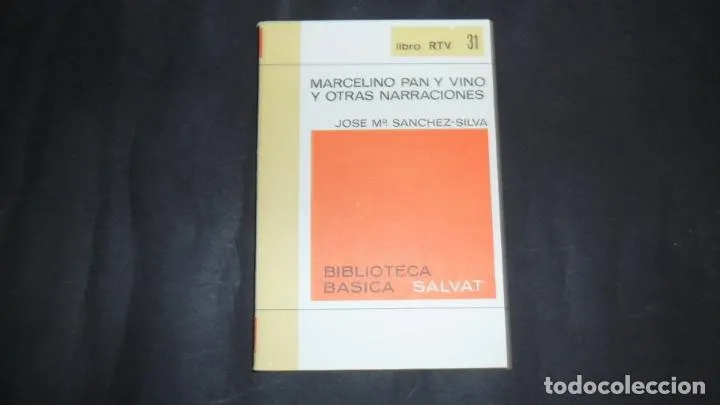 libro RTV 31
MARCELINO PAN Y VINO
Y OTRAS NARRACIONES
JOSE Mª SANCHEZ-SILVA
BIBLIOTECA
BASICA SALVAT
todocoleccion